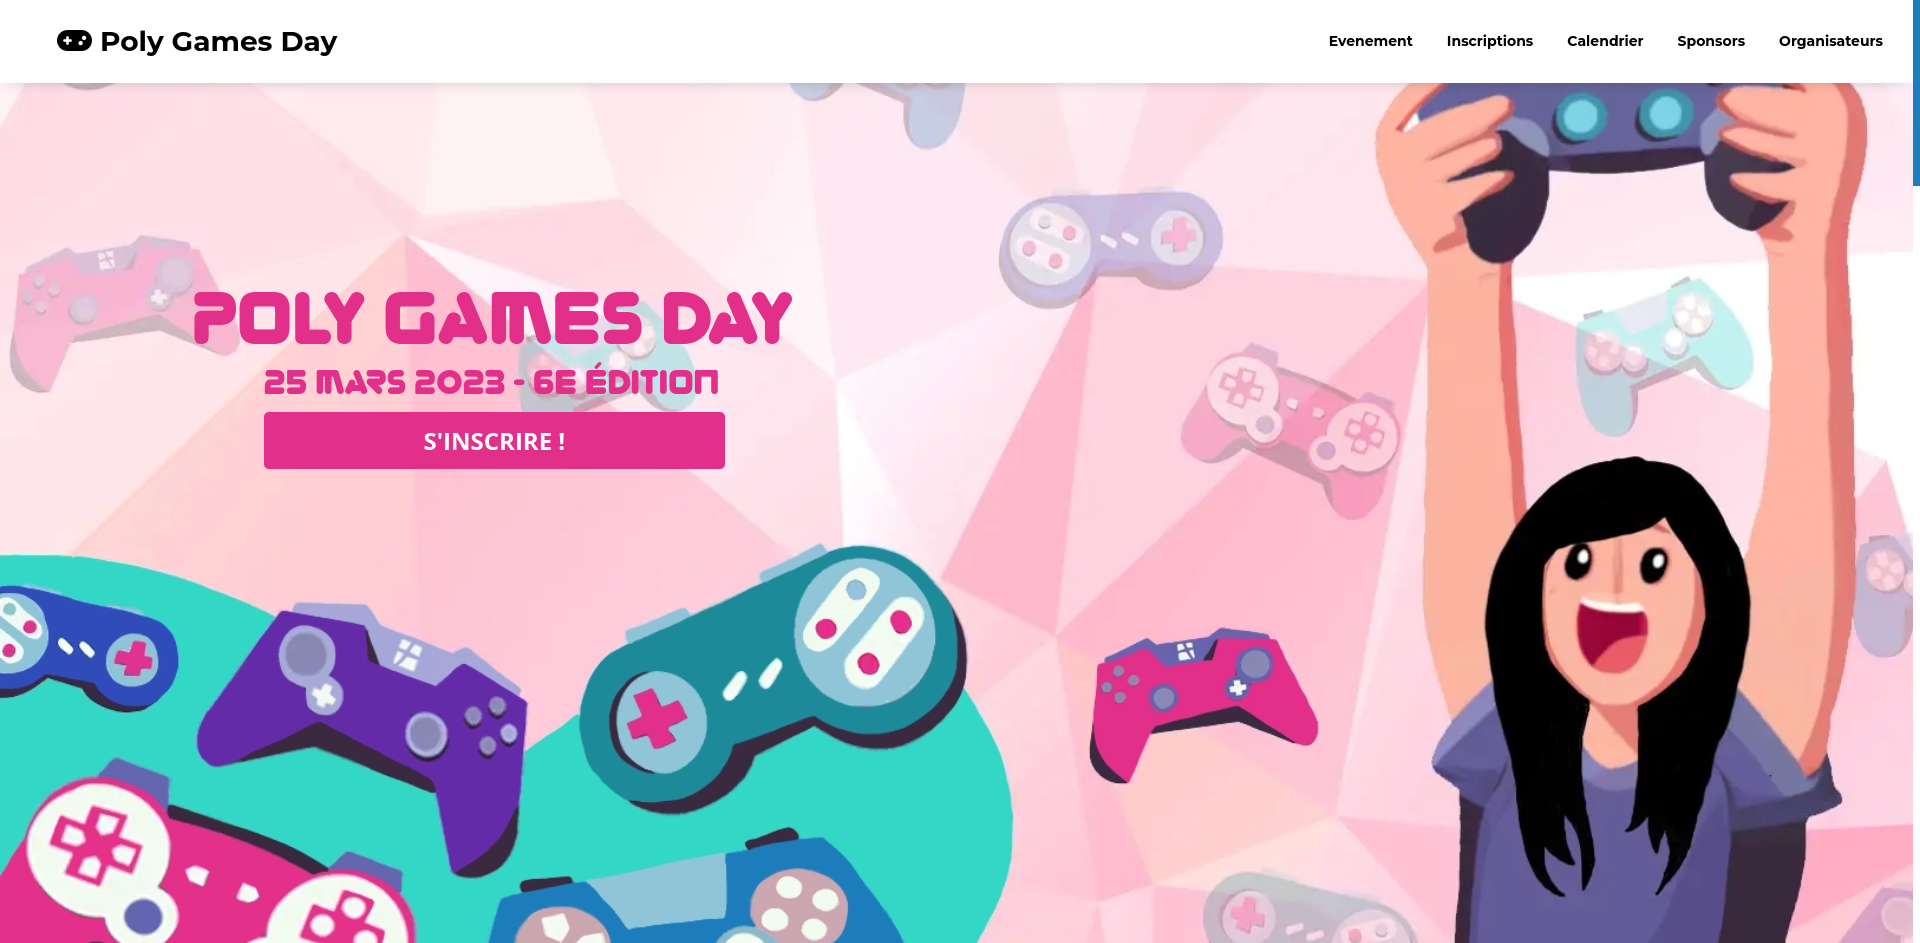 Poly Games Day
Evenement
Inscriptions
Calendrier
Sponsors
Organisateurs
POLY GAMES DAY
25 MARS 2023 - 6E ÉDITION
S'INSCRIRE !